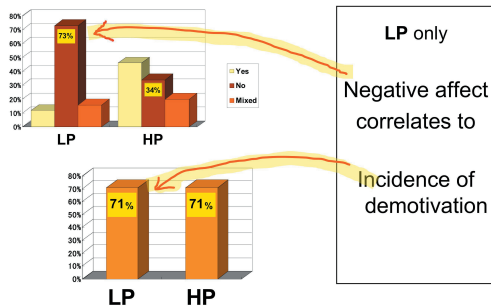 80%
70%
60%
50%
40%
30%
20%
10%
0%
73%
34%
LP
HP
Yes
No
Mixed
LP only
Negative affect
correlates to
Incidence of
demotivation
80%
70%
60%
50%
40%
30%
20%
10%
0%
71%
71%
LP
HP